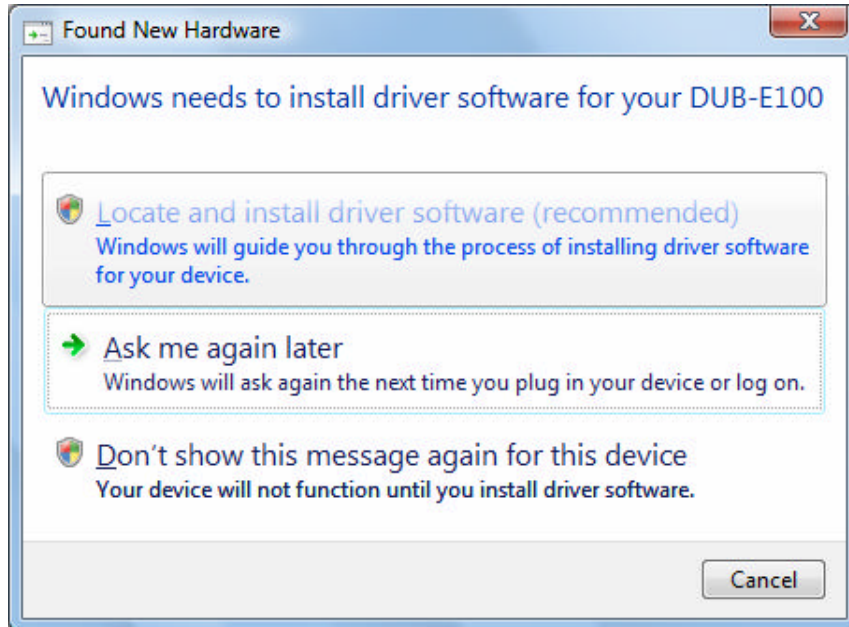 Found New Hardware
Windows needs to install driver software for your DUB-E100
Locate and install driver software (recommended)
Windows will guide you through the process of installing driver software
for your device.
Ask me again later
Windows will ask again the next time you plug in your device or log on.
Don't show this message again for this device
Your device will not function until you install driver software.
Cancel